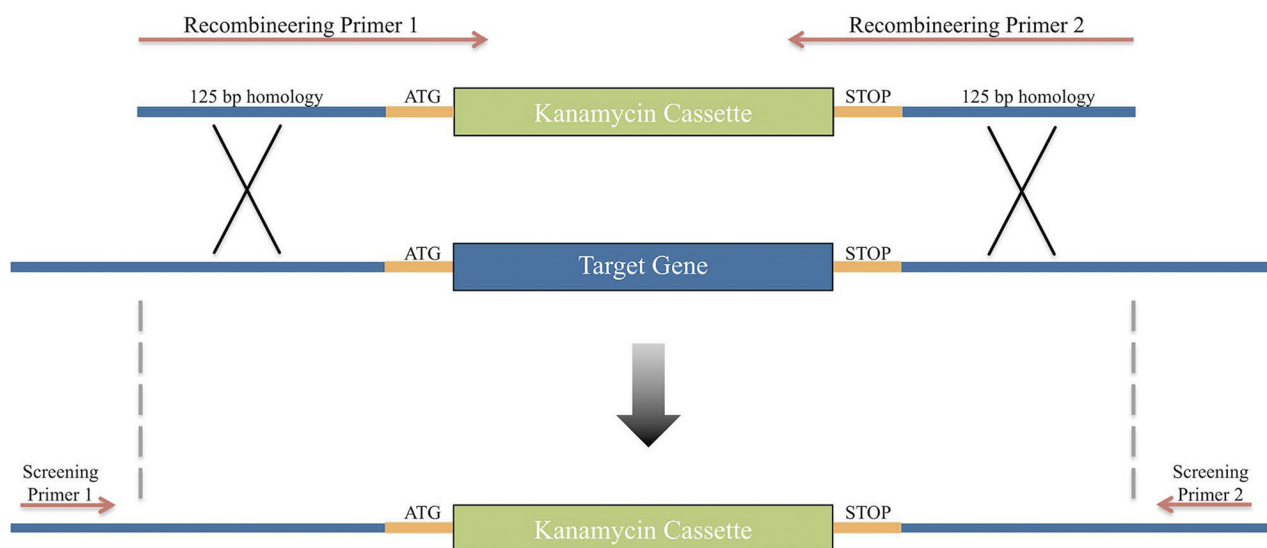 Recombineering Primer 1
Recombineering Primer 2
125 bp homology
ATG
Kanamycin Cassette
STOP
125 bp homology
ATG
Target Gene
STOP
Screening
Primer 1
Screening
Primer 2
ATG
Kanamycin Cassette
STOP